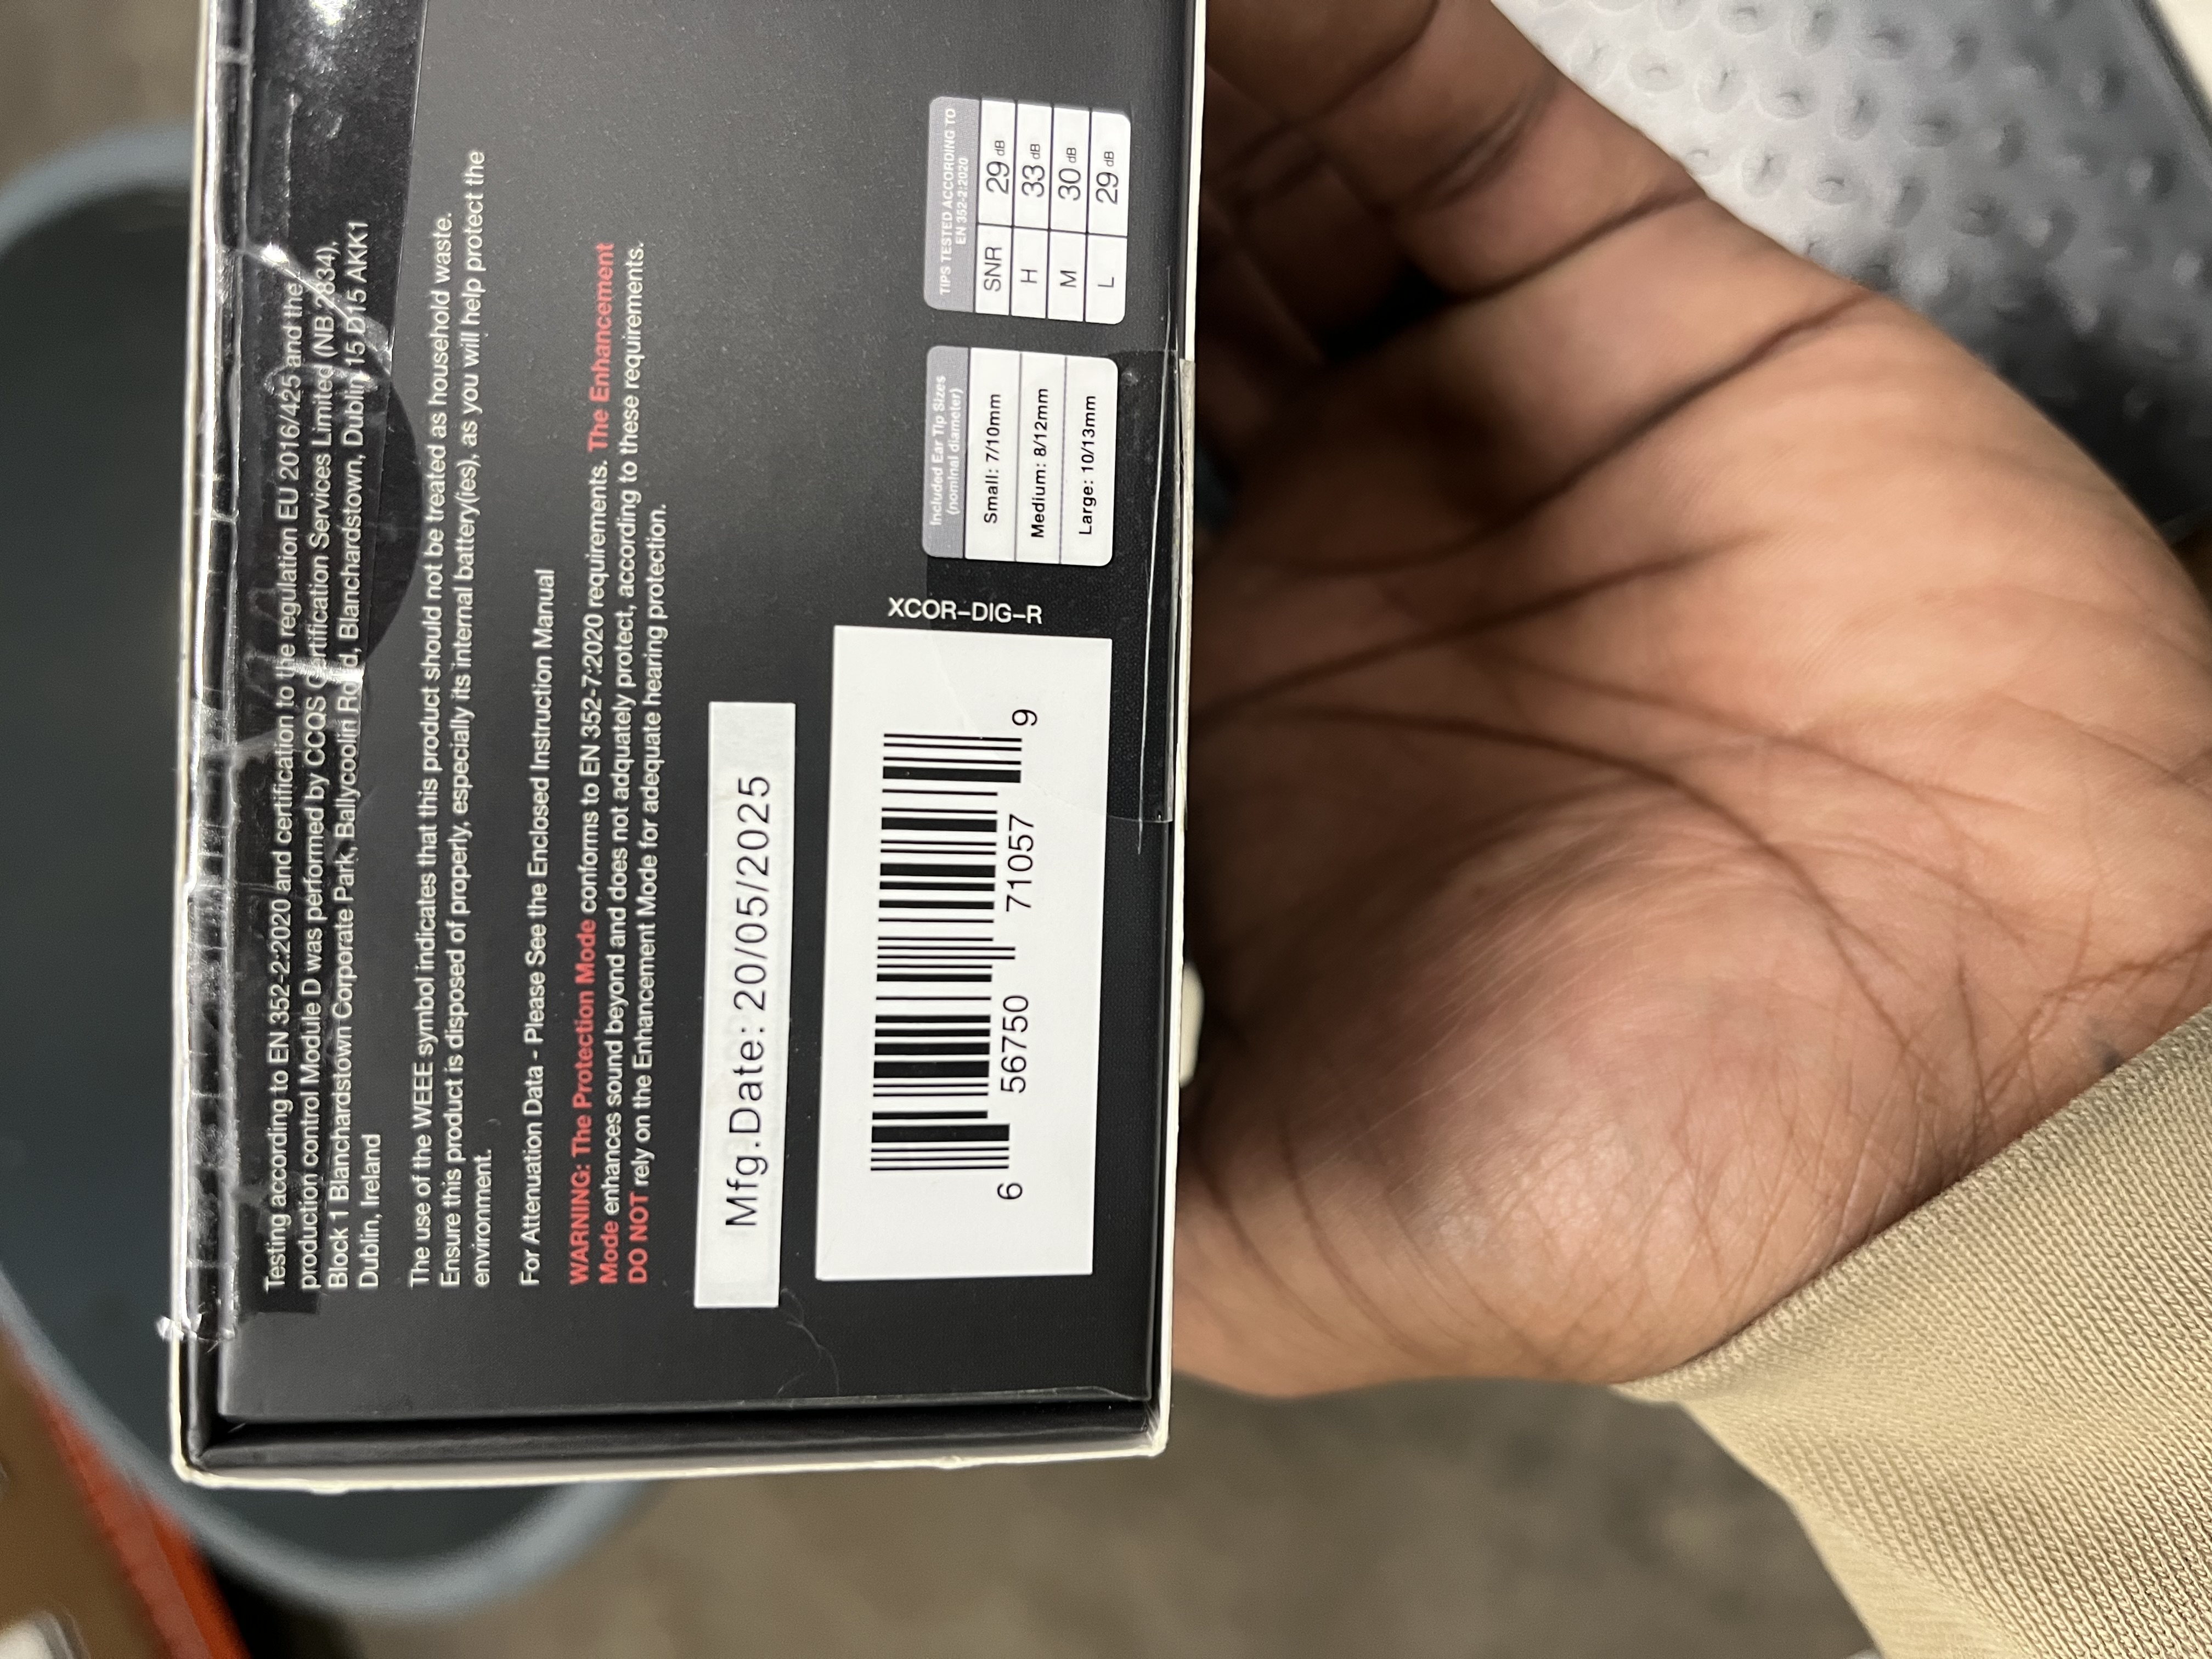 Testing according to EN 352-2:2020 and certification to the regulation EU 2016/425 and the
production control Module D was performed by CCQS Certification Services Limited (NB 2834),
Block 1 Blanchardstown Corporate Park, Ballycoolin Road, Blanchardstown, Dublin 15 D15 AKK1
Dublin, Ireland
The use of the WEEE symbol indicates that this product should not be treated as household waste.
Ensure this product is disposed of properly, especially its internal battery(ies), as you will help protect the
environment.
For Attenuation Data - Please See the Enclosed Instruction Manual
WARNING: The Protection Mode conforms to EN 352-7:2020 requirements. The Enhancement
Mode enhances sound beyond and does not adquately protect, according to these requirements.
DO NOT rely on the Enhancement Mode for adequate hearing protection.
Mfg.Date: 20/05/2025
XCOR-DIG-R
6 56750 71057 9
Included Ear Tip Sizes
(nominal diameter)
Small: 7/10mm
Medium: 8/12mm
Large: 10/13mm
TIPS TESTED ACCORDING TO
EN 352-2:2020
SNR 29 dB
H 33 dB
M 30 dB
L 29 dB